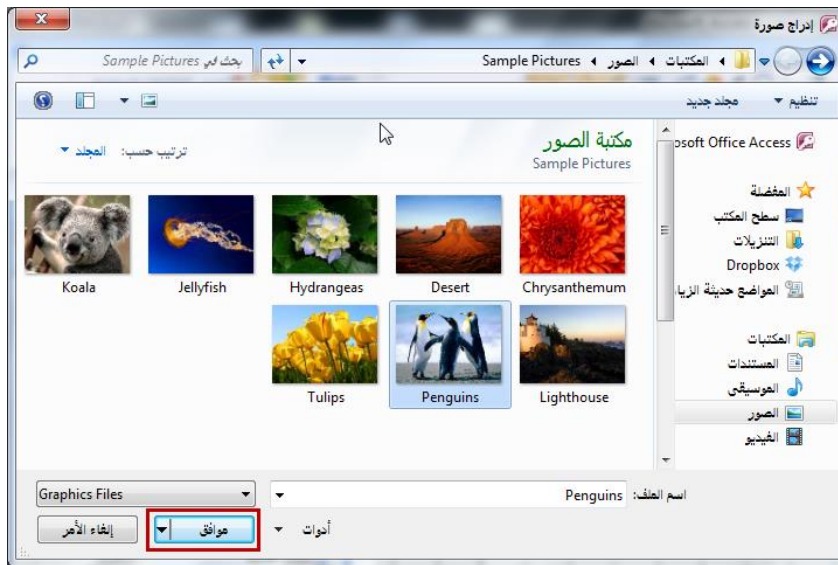 إدراج صورة
المكتبات
الصور
Sample Pictures
بحث في Sample Pictures
تنظيم
مجلد جديد
osoft Office Access
المفضلة
سطح المكتب
التنزيلات
Dropbox
المواضع حديثة الزيا
المكتبات
المستندات
الموسيقى
الصور
الفيديو
مكتبة الصور
Sample Pictures
ترتيب حسب: المجلد
Chrysanthemum
Desert
Hydrangeas
Jellyfish
Koala
Lighthouse
Penguins
Tulips
اسم الملف: Penguins
Graphics Files
أدوات
موافق
إلغاء الأمر